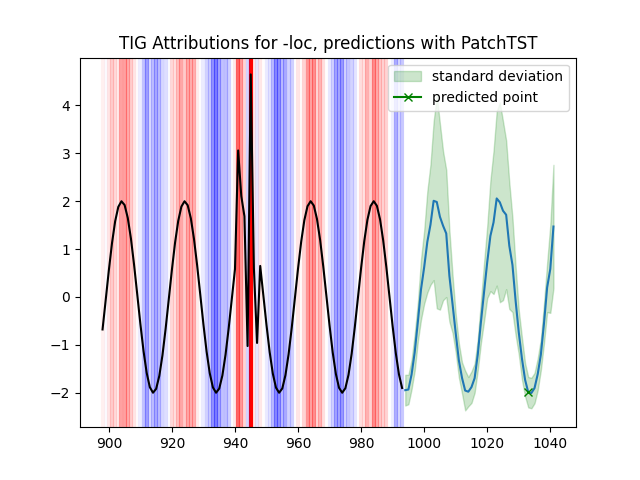 TIG Attributions for -loc, predictions with PatchTST
standard deviation
predicted point
4
3
2
1
0
−1
−2
900 920 940 960 980 1000 1020 1040